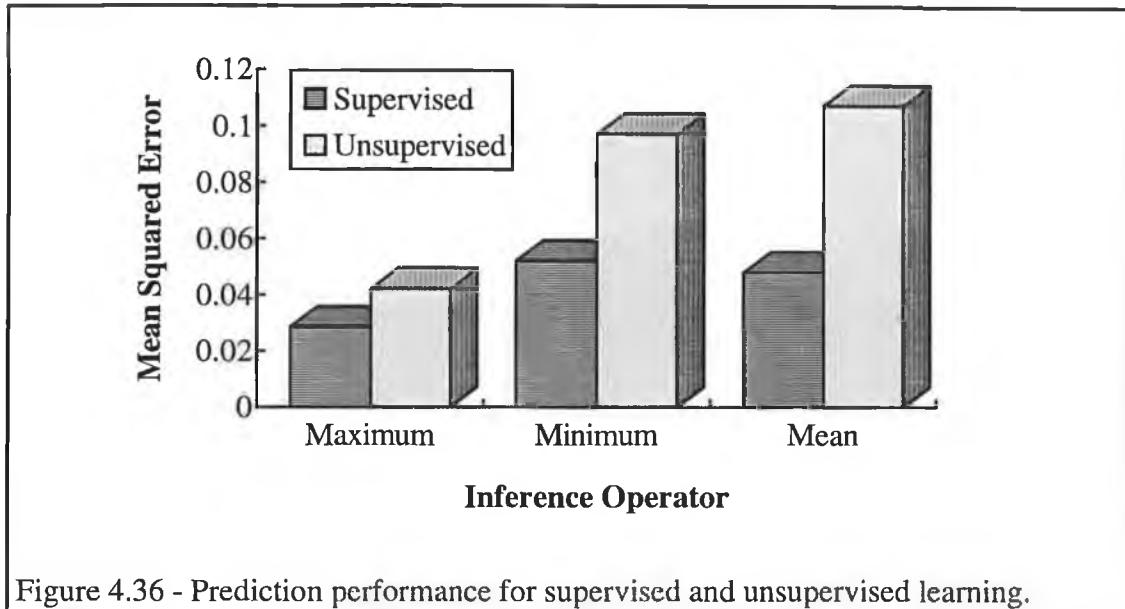 0.12
0.1
0.08
0.06
0.04
0.02
0
Mean Squared Error
Supervised
Unsupervised
Maximum
Minimum
Mean
Inference Operator
Figure 4.36 - Prediction performance for supervised and unsupervised learning.